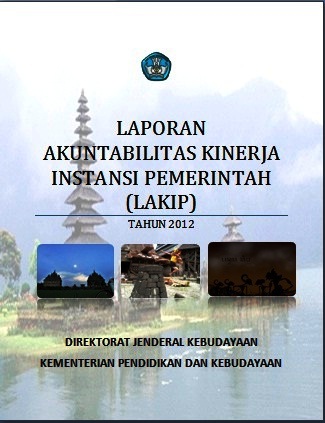 LAPORAN
AKUNTABILITAS KINERJA
INSTANSI PEMERINTAH
(LAKIP)
TAHUN 2012
DIREKTORAT JENDERAL KEBUDAYAAN
KEMENTERIAN PENDIDIKAN DAN KEBUDAYAAN